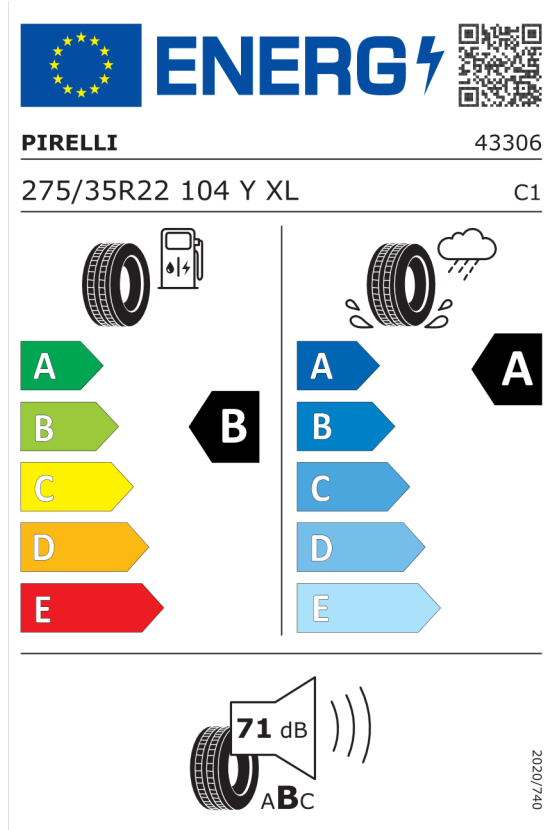 ENERG
PIRELLI 43306
275/35R22 104 Y XL C1
A
B
C
D
E
B
A
B
C
D
E
A
71 dB
ABC
2020/740